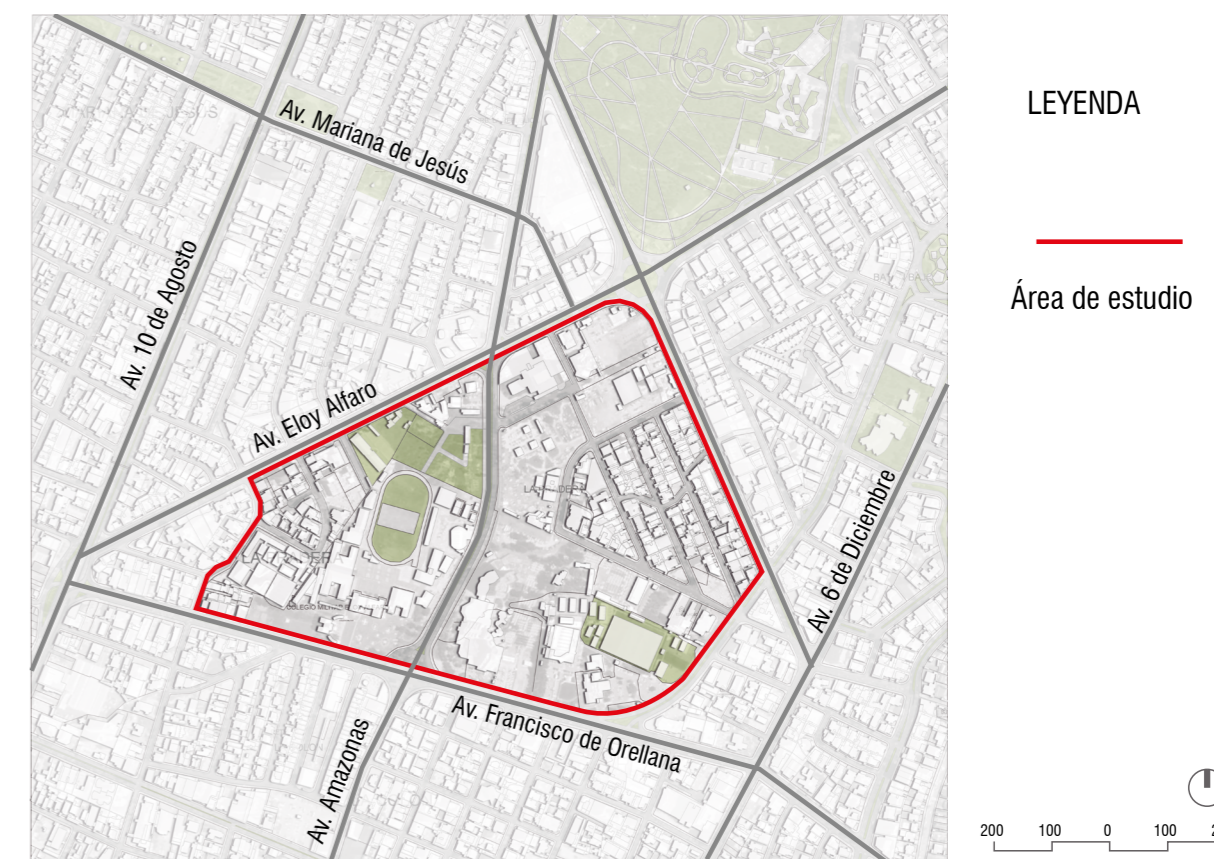 Av. Mariana de Jesús
Av. 10 de Agosto
Av. Eloy Alfaro
Av. 6 de Diciembre
Av. Francisco de Orellana
Av. Amazonas
LEYENDA
Área de estudio
200 100 0 100